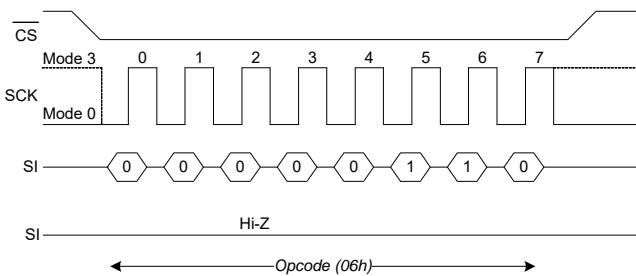 CS
Mode 3 0 1 2 3 4 5 6 7
SCK
Mode 0
SI 0 0 0 0 0 1 1 0
Hi-Z
SI
Opcode (06h)